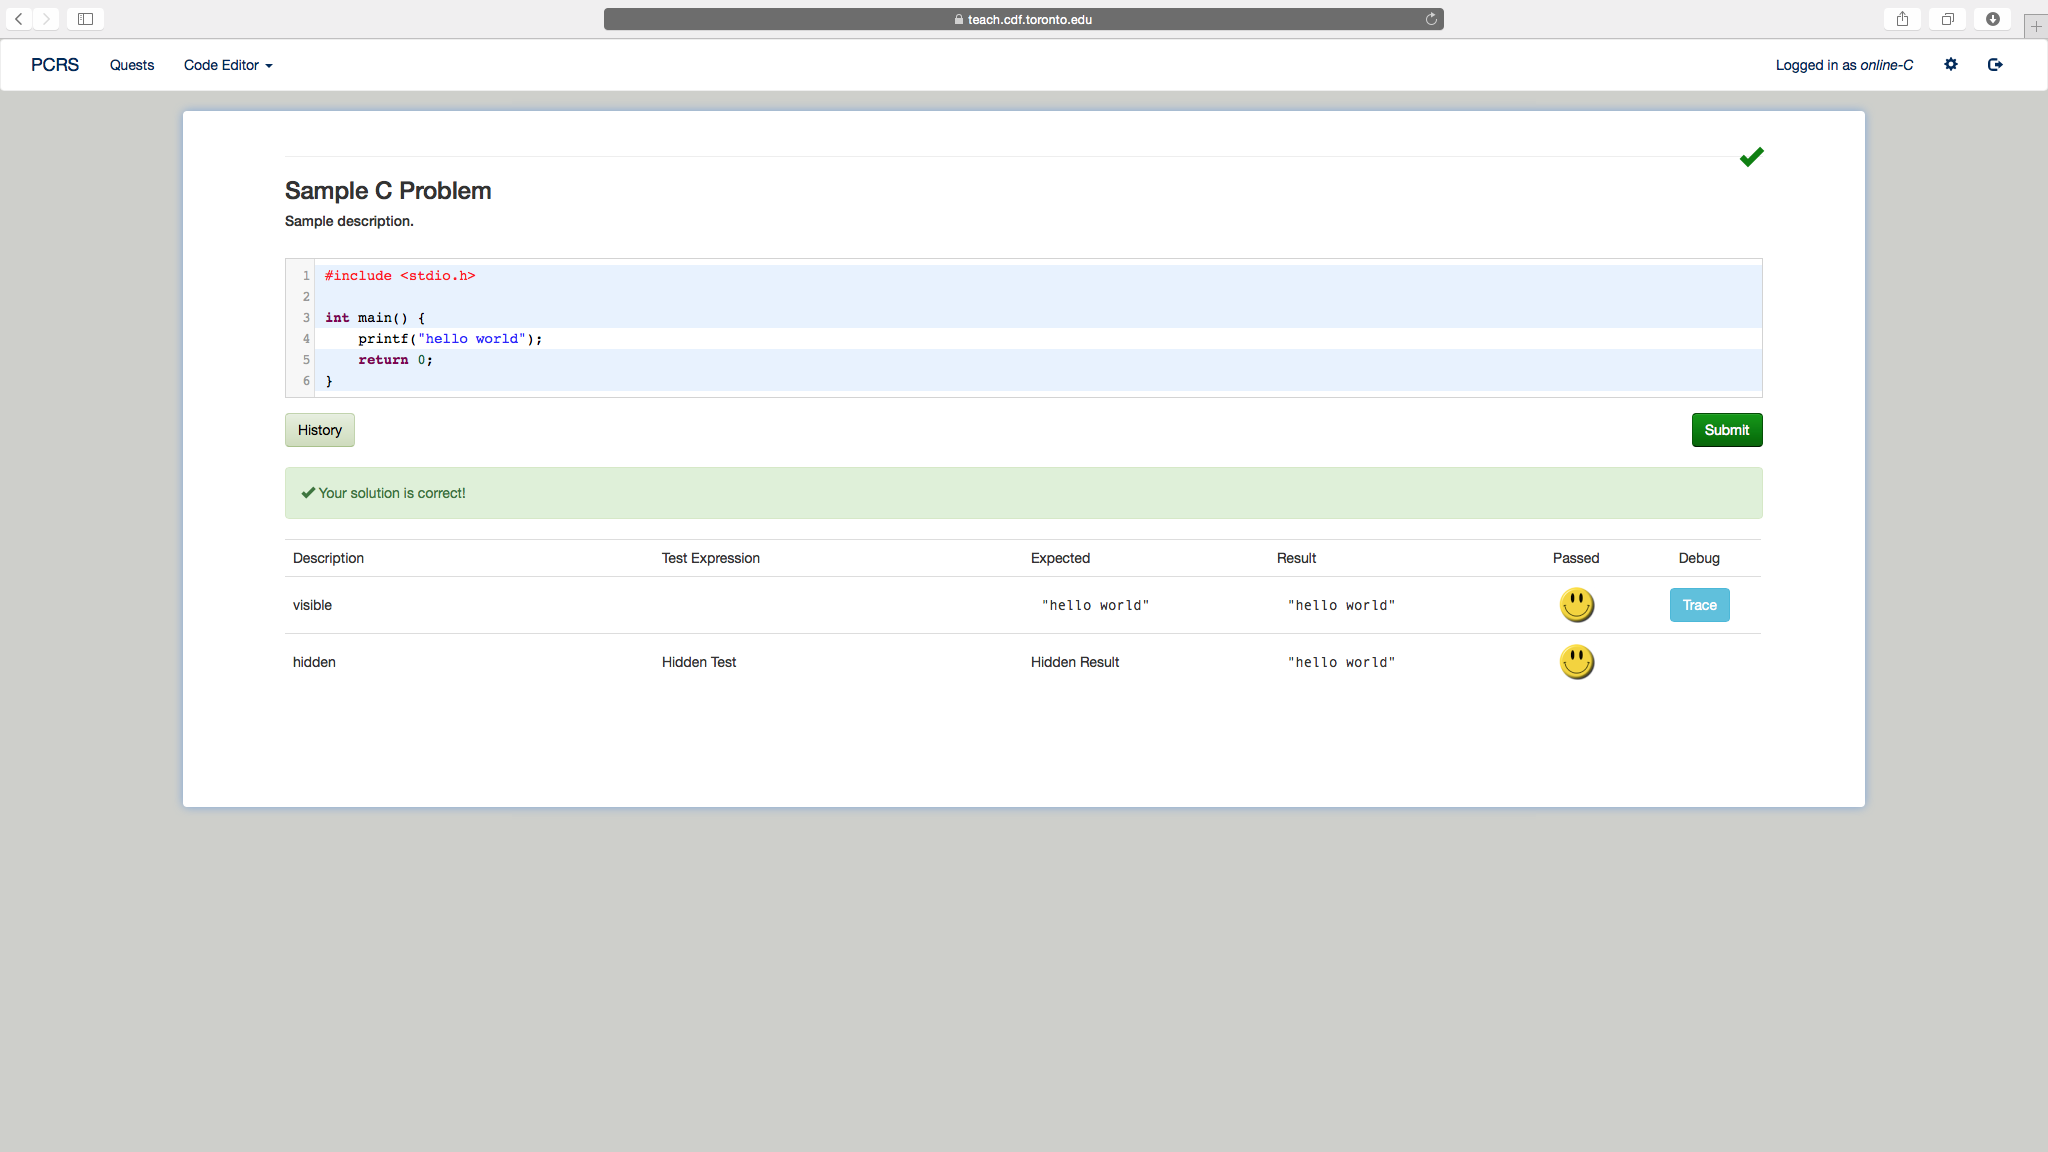 teach.cdf.toronto.edu
PCRS Quests Code Editor Logged in as online-C
Sample C Problem
Sample description.
1 #include <stdio.h>
2
3 int main() {
4     printf("hello world");
5     return 0;
6 }
History Submit
Your solution is correct!
Description Test Expression Expected Result Passed Debug
visible "hello world" "hello world" Trace
hidden Hidden Test Hidden Result "hello world"